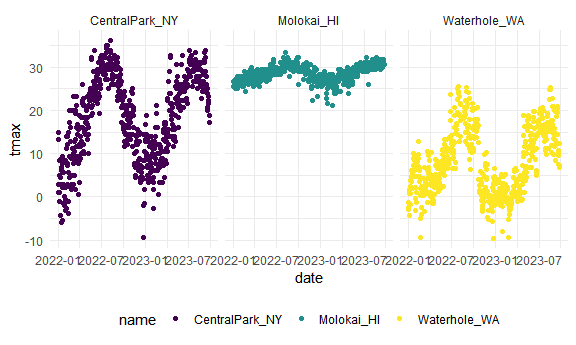 CentralPark_NY Molokai_HI Waterhole_WA
tmax
30
20
10
0
-10
2022-01 2022-07 2023-01 2023-07 2022-01 2022-07 2023-01 2023-07 2022-01 2022-07 2023-01 2023-07
date
name CentralPark_NY Molokai_HI Waterhole_WA